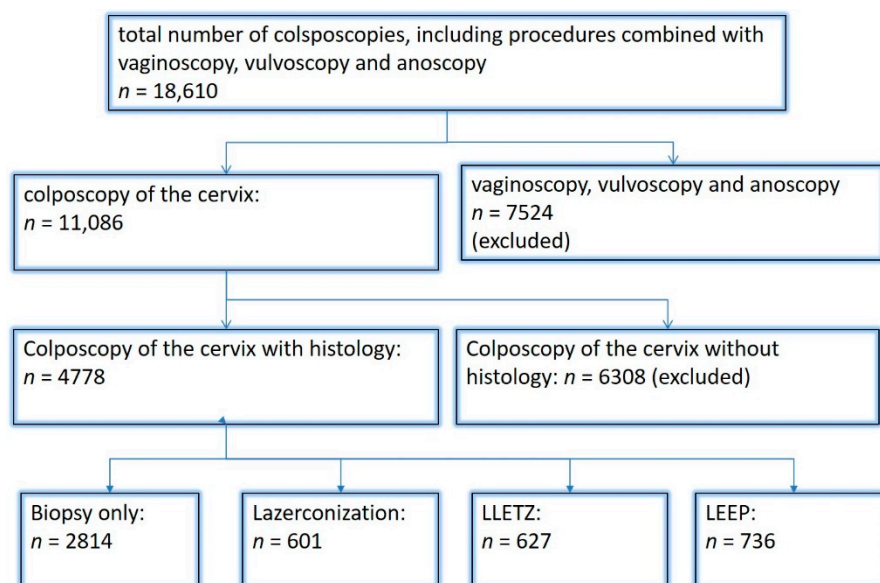 total number of colsposcopies, including procedures combined with
vaginoscopy, vulvoscopy and anoscopy
n = 18,610
colposcopy of the cervix:
n = 11,086
vaginoscopy, vulvoscopy and anoscopy
n = 7524
(excluded)
Colposcopy of the cervix with histology:
n = 4778
Colposcopy of the cervix without
histology: n = 6308 (excluded)
Biopsy only:
n = 2814
Lazerconization:
n = 601
LLETZ:
n = 627
LEEP:
n = 736